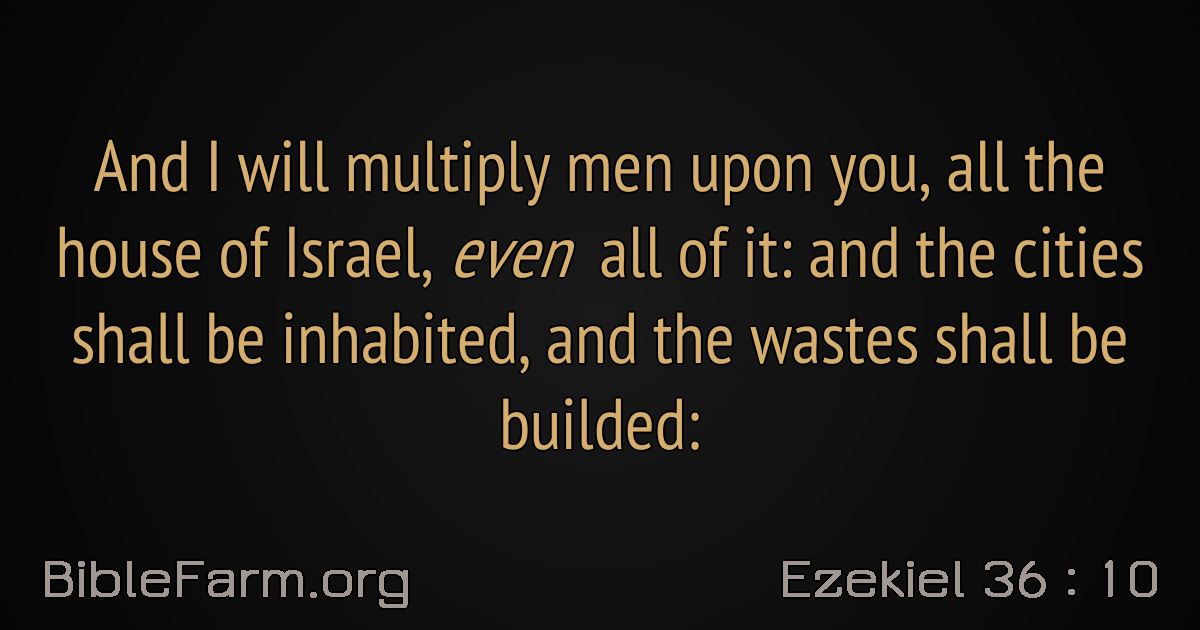 And I will multiply men upon you, all the
house of Israel, even all of it: and the cities
shall be inhabited, and the wastes shall be
builded:
BibleFarm.org
Ezekiel 36 : 10